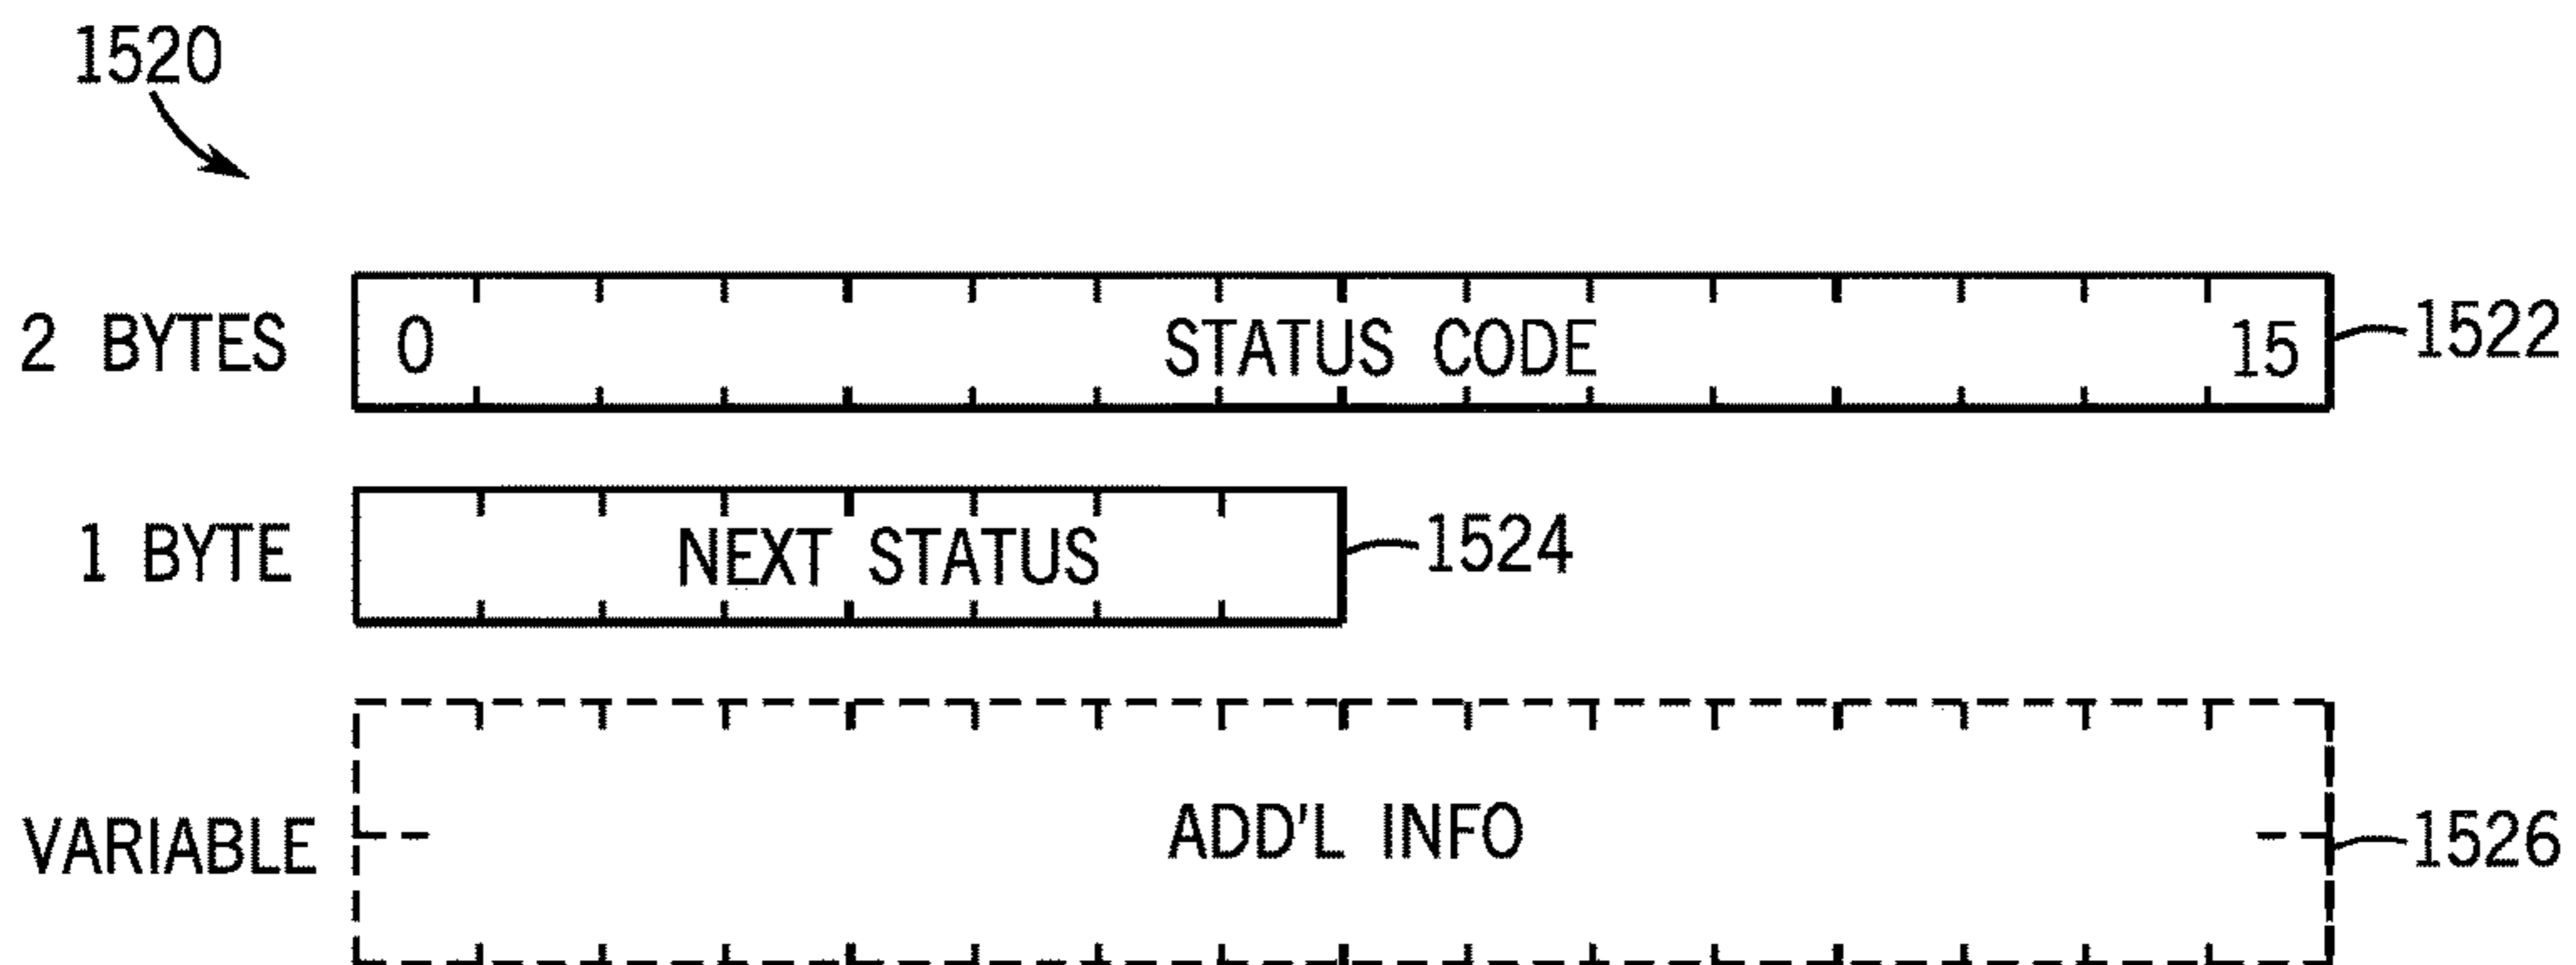 1520
2 BYTES 0 STATUS CODE 15 1522
1 BYTE NEXT STATUS 1524
VARIABLE ADD'L INFO 1526